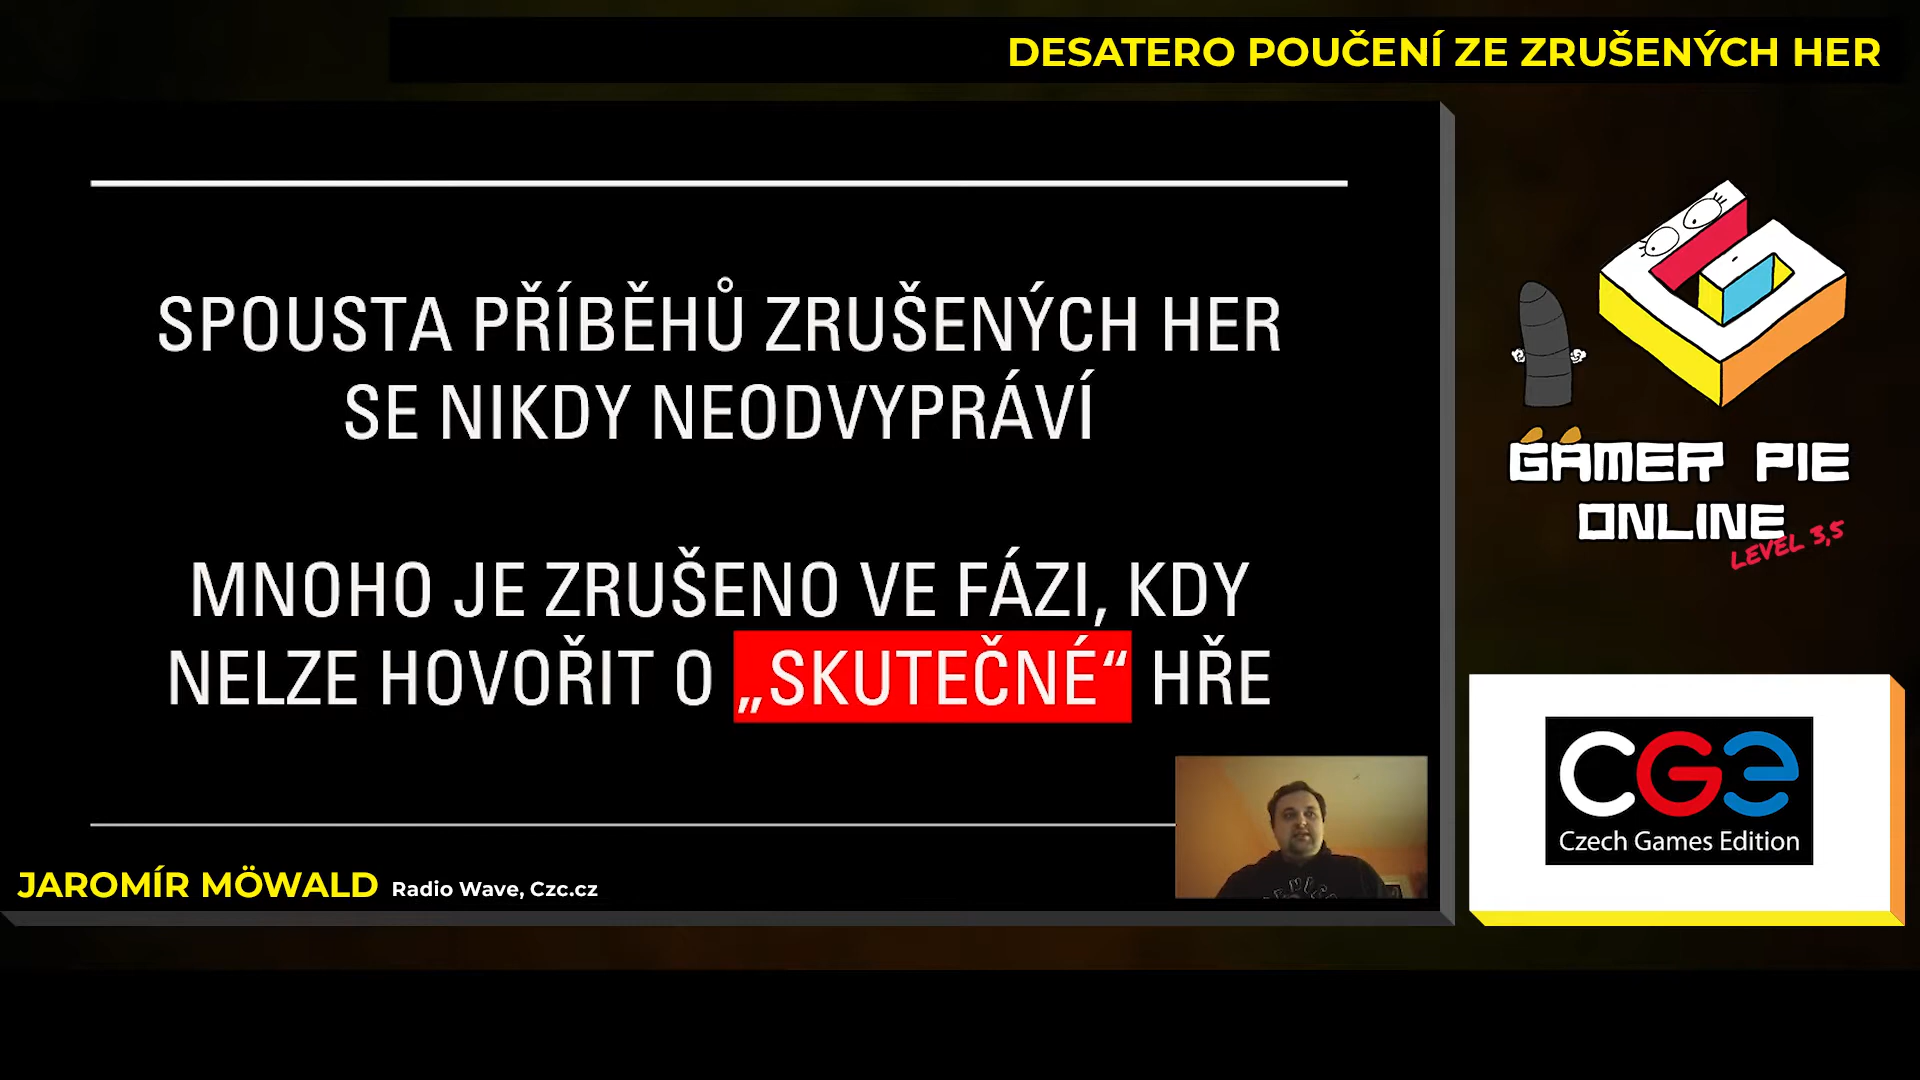 DESATERO POUČENÍ ZE ZRUŠENÝCH HER
SPOUSTA PŘÍBĚHŮ ZRUŠENÝCH HER
SE NIKDY NEODVYPRÁVÍ
MNOHO JE ZRUŠENO VE FÁZI, KDY
NELZE HOVOŘIT O „SKUTEČNÉ“ HŘE
JAROMÍR MÖWALD Radio Wave, Czc.cz
GAMER PIE
ONLINE
LEVEL 3,5
CGE
Czech Games Edition